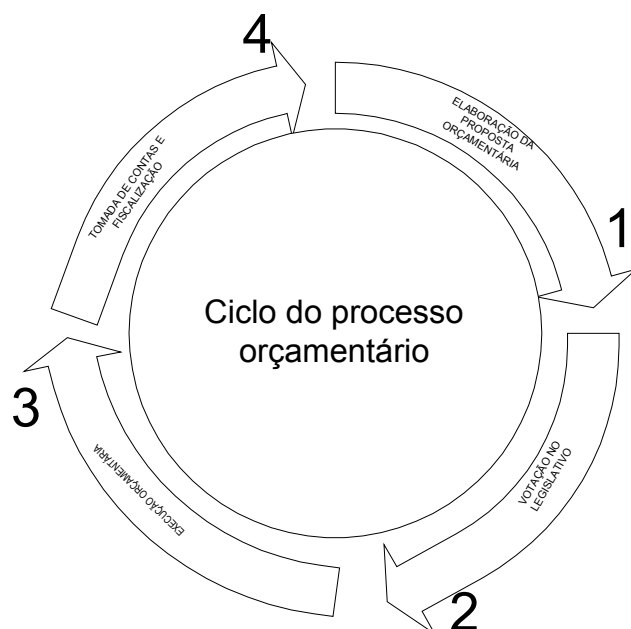 4
ELABORAÇÃO DA
PROPOSTA
ORÇAMENTÁRIA
TOMADA DE CONTAS E
FISCALIZAÇÃO
1
Ciclo do processo
orçamentário
3
EXECUÇÃO ORÇAMENTÁRIA
VOTAÇÃO NO
LEGISLATIVO
2